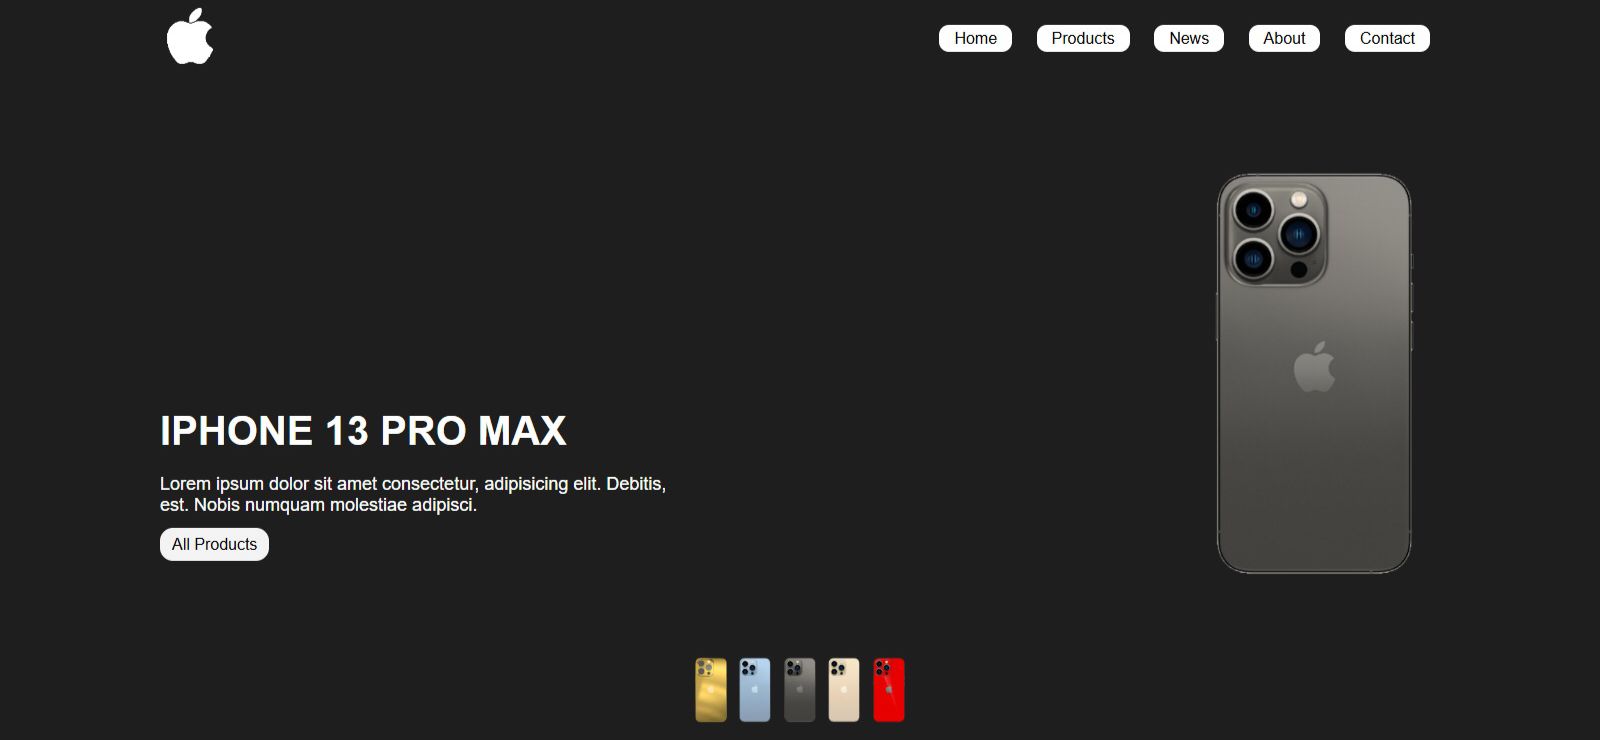 Home
Products
News
About
Contact
IPHONE 13 PRO MAX
Lorem ipsum dolor sit amet consectetur, adipisicing elit. Debitis,
est. Nobis numquam molestiae adipisci.
All Products